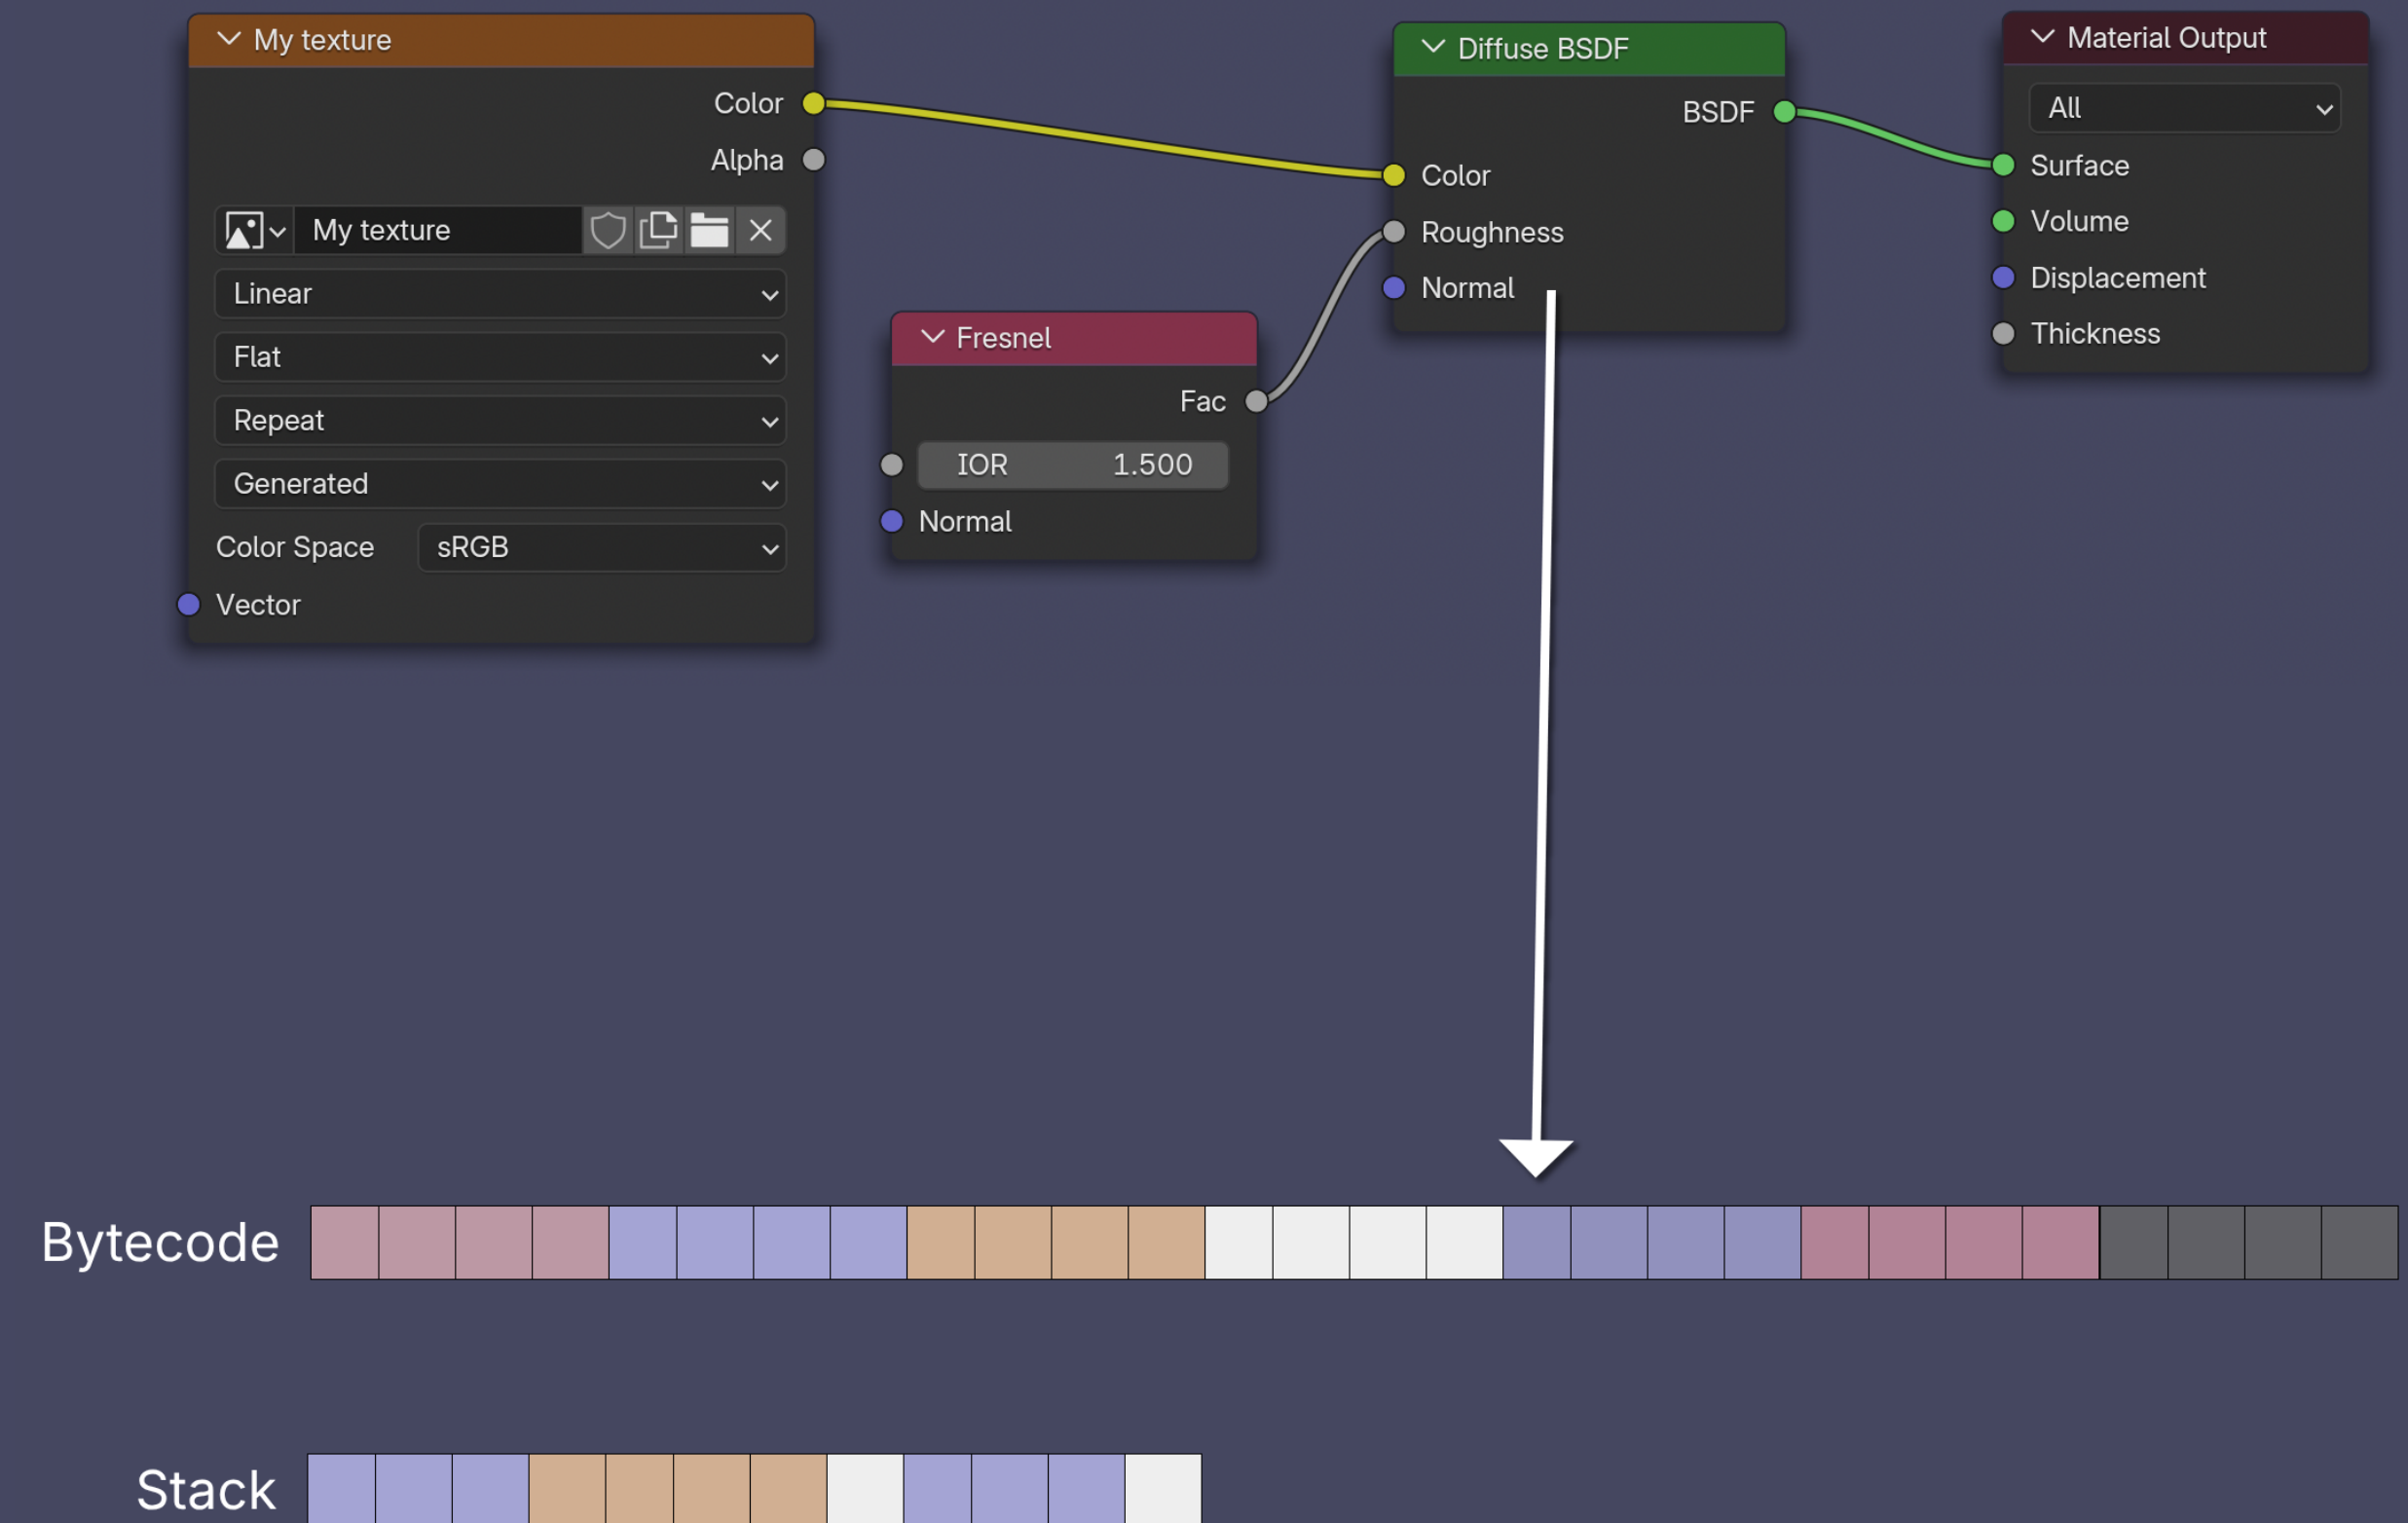 My texture
Color
Alpha
My texture
Linear
Flat
Repeat
Generated
Color Space sRGB
Vector
Fresnel
Fac
IOR 1.500
Normal
Diffuse BSDF
BSDF
Color
Roughness
Normal
Material Output
All
Surface
Volume
Displacement
Thickness
Bytecode
Stack